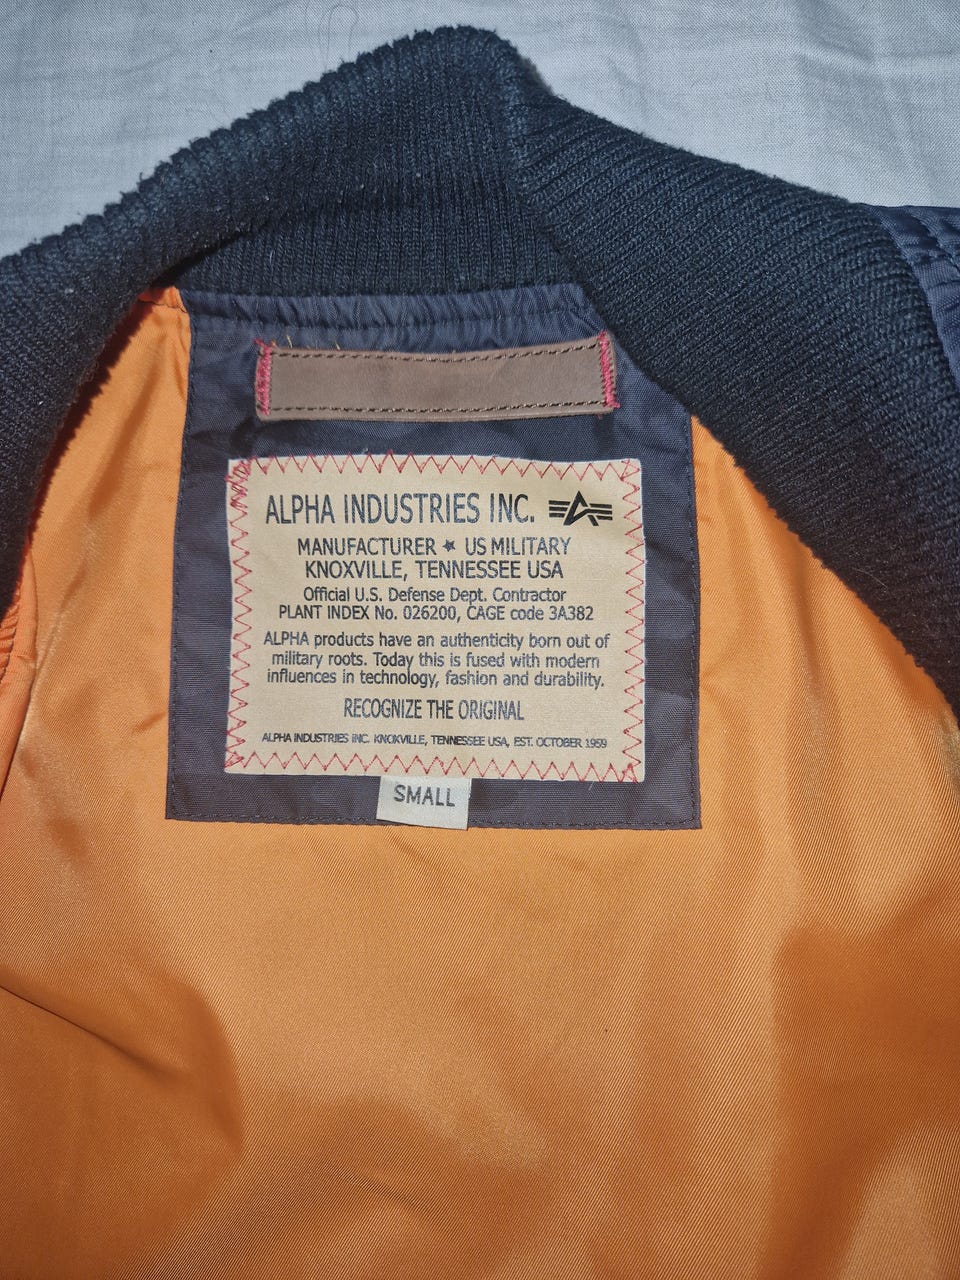 ALPHA INDUSTRIES INC.
MANUFACTURER ★ US MILITARY
KNOXVILLE, TENNESSEE USA
Official U.S. Defense Dept. Contractor
PLANT INDEX No. 026200, CAGE code 3A382
ALPHA products have an authenticity born out of
military roots. Today this is fused with modern
influences in technology, fashion and durability.
RECOGNIZE THE ORIGINAL
ALPHA INDUSTRIES INC. KNOXVILLE, TENNESSEE USA, EST. OCTOBER 1959
SMALL